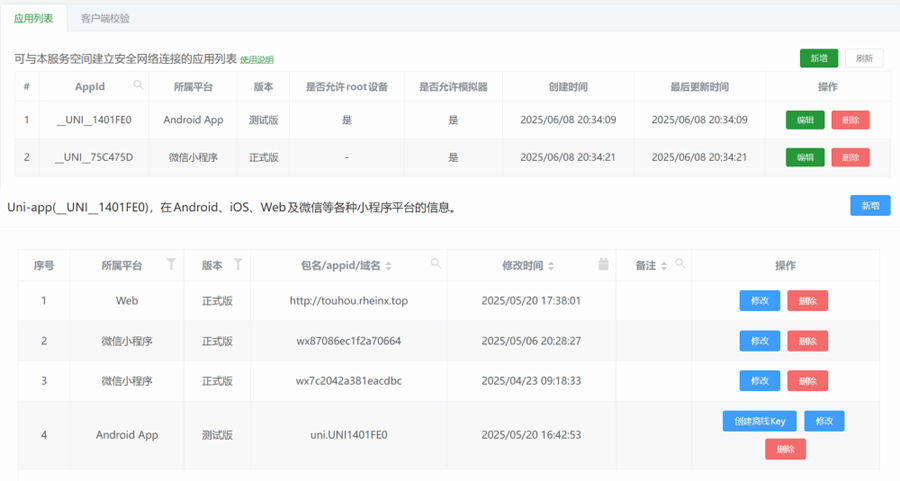 应用列表 客户端校验
可与本服务空间建立安全网络连接的应用列表 使用说明 新增 刷新
# AppId 所属平台 版本 是否允许root设备 是否允许模拟器 创建时间 最后更新时间 操作
1 __UNI__1401FE0 Android App 测试版 是 是 2025/06/08 20:34:09 2025/06/08 20:34:09 编辑 删除
2 __UNI__75C475D 微信小程序 正式版 - 是 2025/06/08 20:34:21 2025/06/08 20:34:21 编辑 删除
Uni-app(__UNI__1401FE0)，在Android、iOS、Web及微信等各种小程序平台的信息。 新增
序号 所属平台 版本 包名/appid/域名 修改时间 备注 操作
1 Web 正式版 http://touhou.rheinx.top 2025/05/20 17:38:01 修改 删除
2 微信小程序 正式版 wx87086ec1f2a70664 2025/05/06 20:28:27 修改 删除
3 微信小程序 正式版 wx7c2042a381eacdbc 2025/04/23 09:18:33 修改 删除
4 Android App 测试版 uni.UNI1401FE0 2025/05/20 16:42:53 创建离线Key 修改
删除